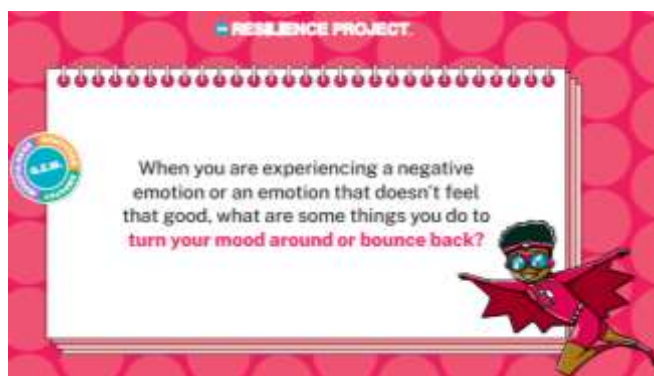 RESILIENCE PROJECT.
G.E.M.
When you are experiencing a negative
emotion or an emotion that doesn't feel
that good, what are some things you do to
turn your mood around or bounce back?